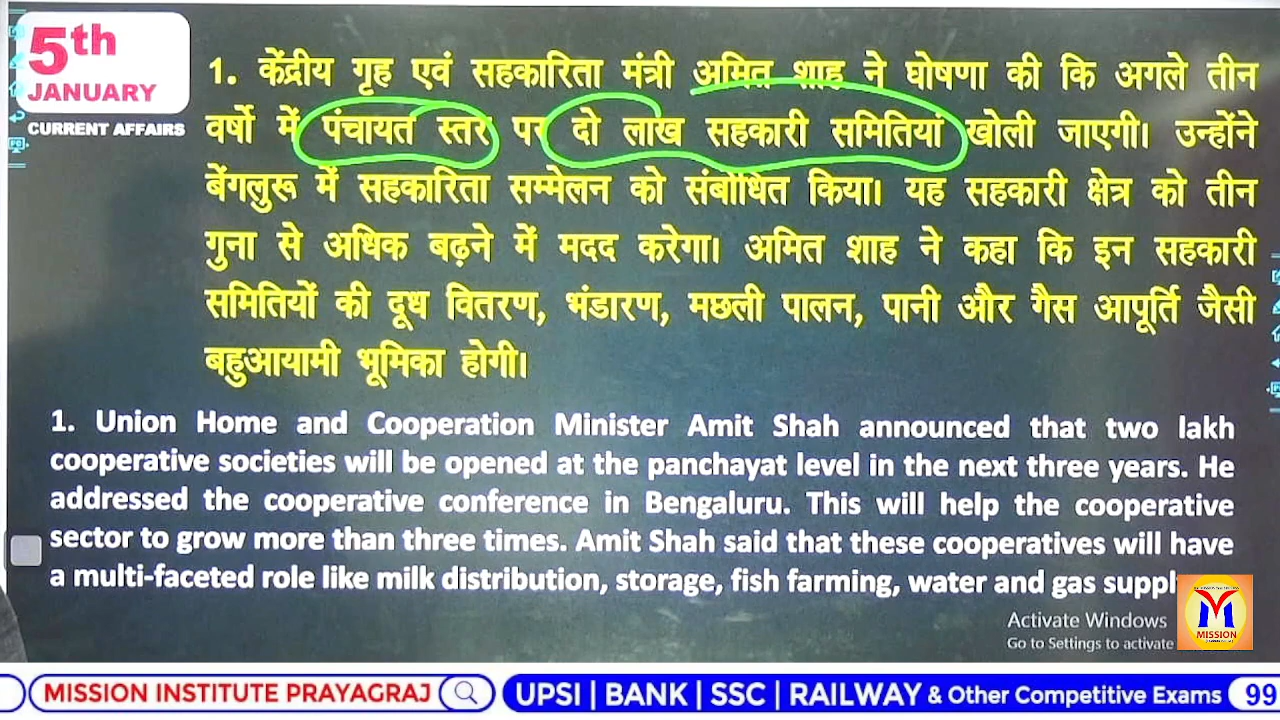 5th
JANUARY
CURRENT AFFAIRS
1. केंद्रीय गृह एवं सहकारिता मंत्री अमित शाह ने घोषणा की कि अगले तीन
वर्षो में पंचायत स्तर पर दो लाख सहकारी समितियां खोली जाएगी। उन्होंने
बेंगलुरू में सहकारिता सम्मेलन को संबोधित किया। यह सहकारी क्षेत्र को तीन
गुना से अधिक बढ़ने में मदद करेगा। अमित शाह ने कहा कि इन सहकारी
समितियों की दूध वितरण, भंडारण, मछली पालन, पानी और गैस आपूर्ति जैसी
बहुआयामी भूमिका होगी।
1. Union Home and Cooperation Minister Amit Shah announced that two lakh
cooperative societies will be opened at the panchayat level in the next three years. He
addressed the cooperative conference in Bengaluru. This will help the cooperative
sector to grow more than three times. Amit Shah said that these cooperatives will have
a multi-faceted role like milk distribution, storage, fish farming, water and gas suppl
Activate Windows
Go to Settings to activate
MISSION
MISSION INSTITUTE PRAYAGRAJ
UPSI | BANK | SSC | RAILWAY & Other Competitive Exams
99